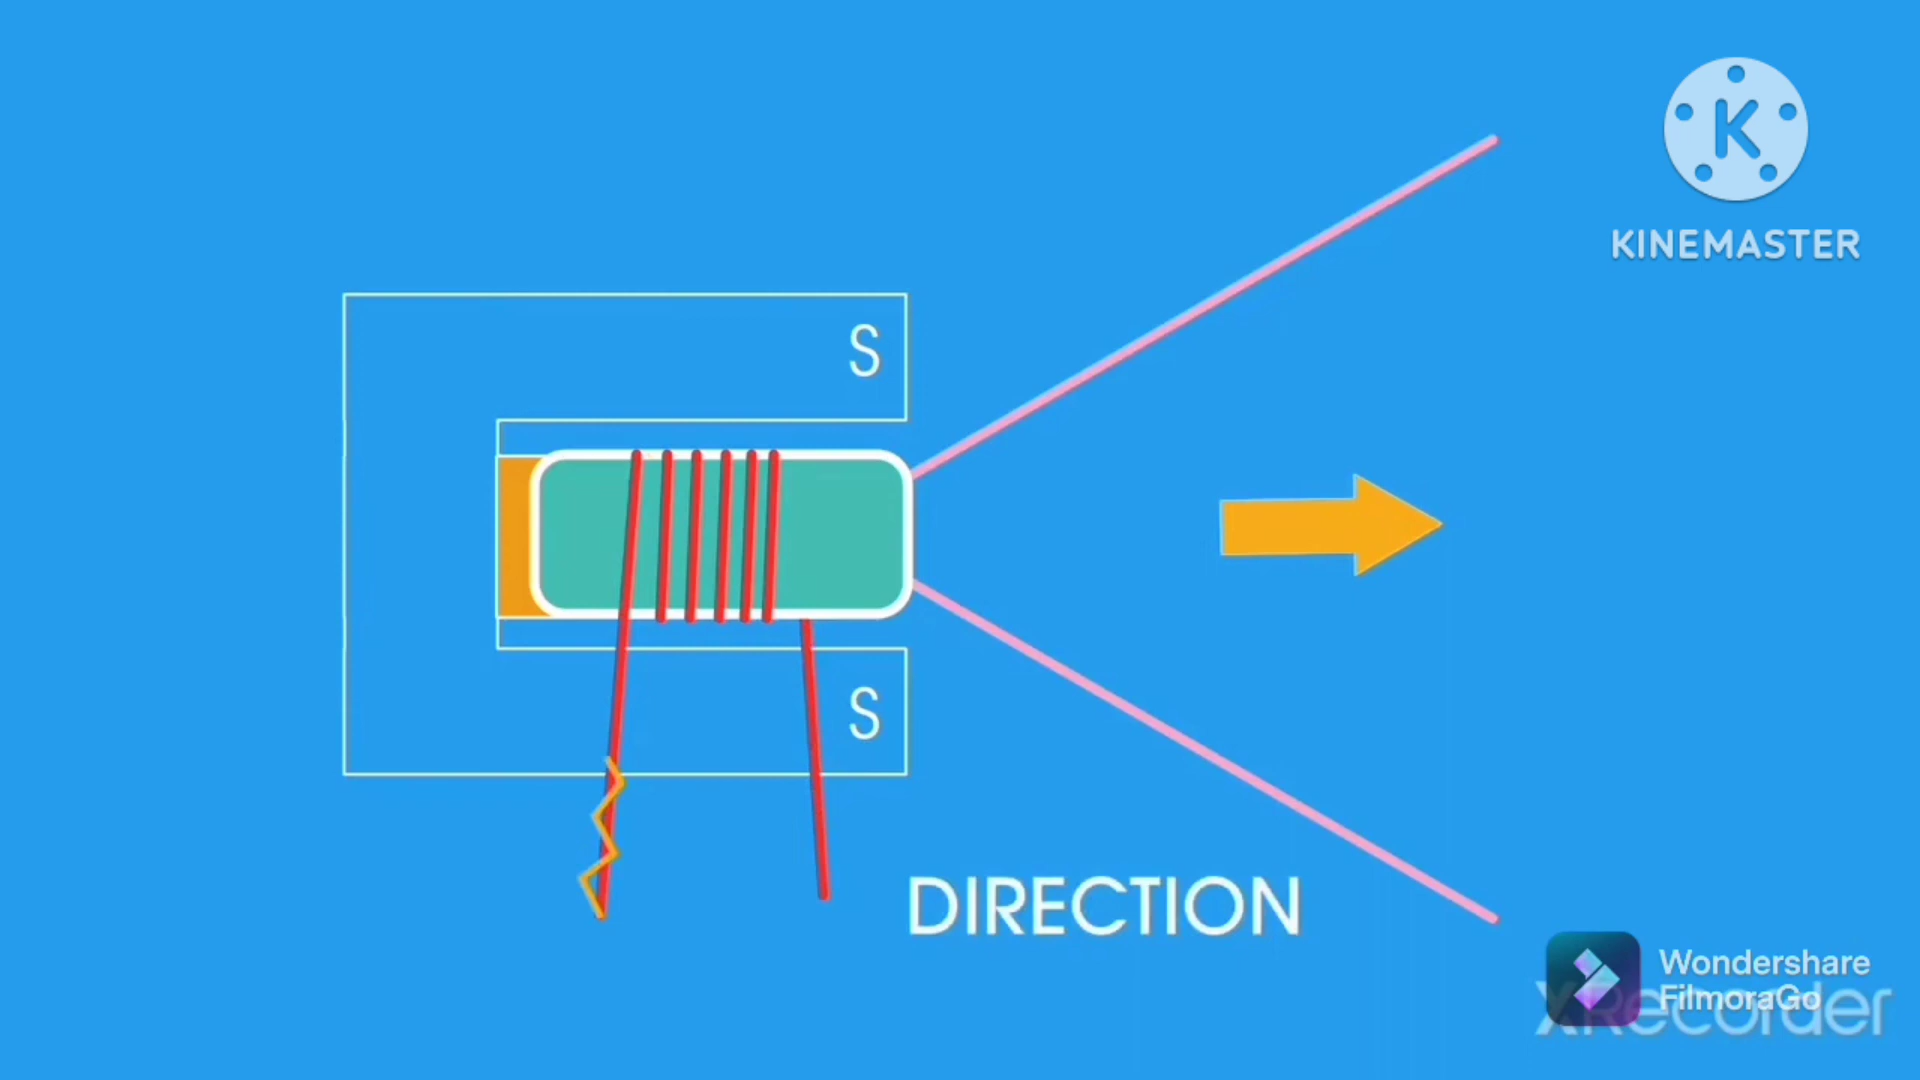 K
KINEMASTER
S
S
DIRECTION
Wondershare
FilmoraGo
XRecorder